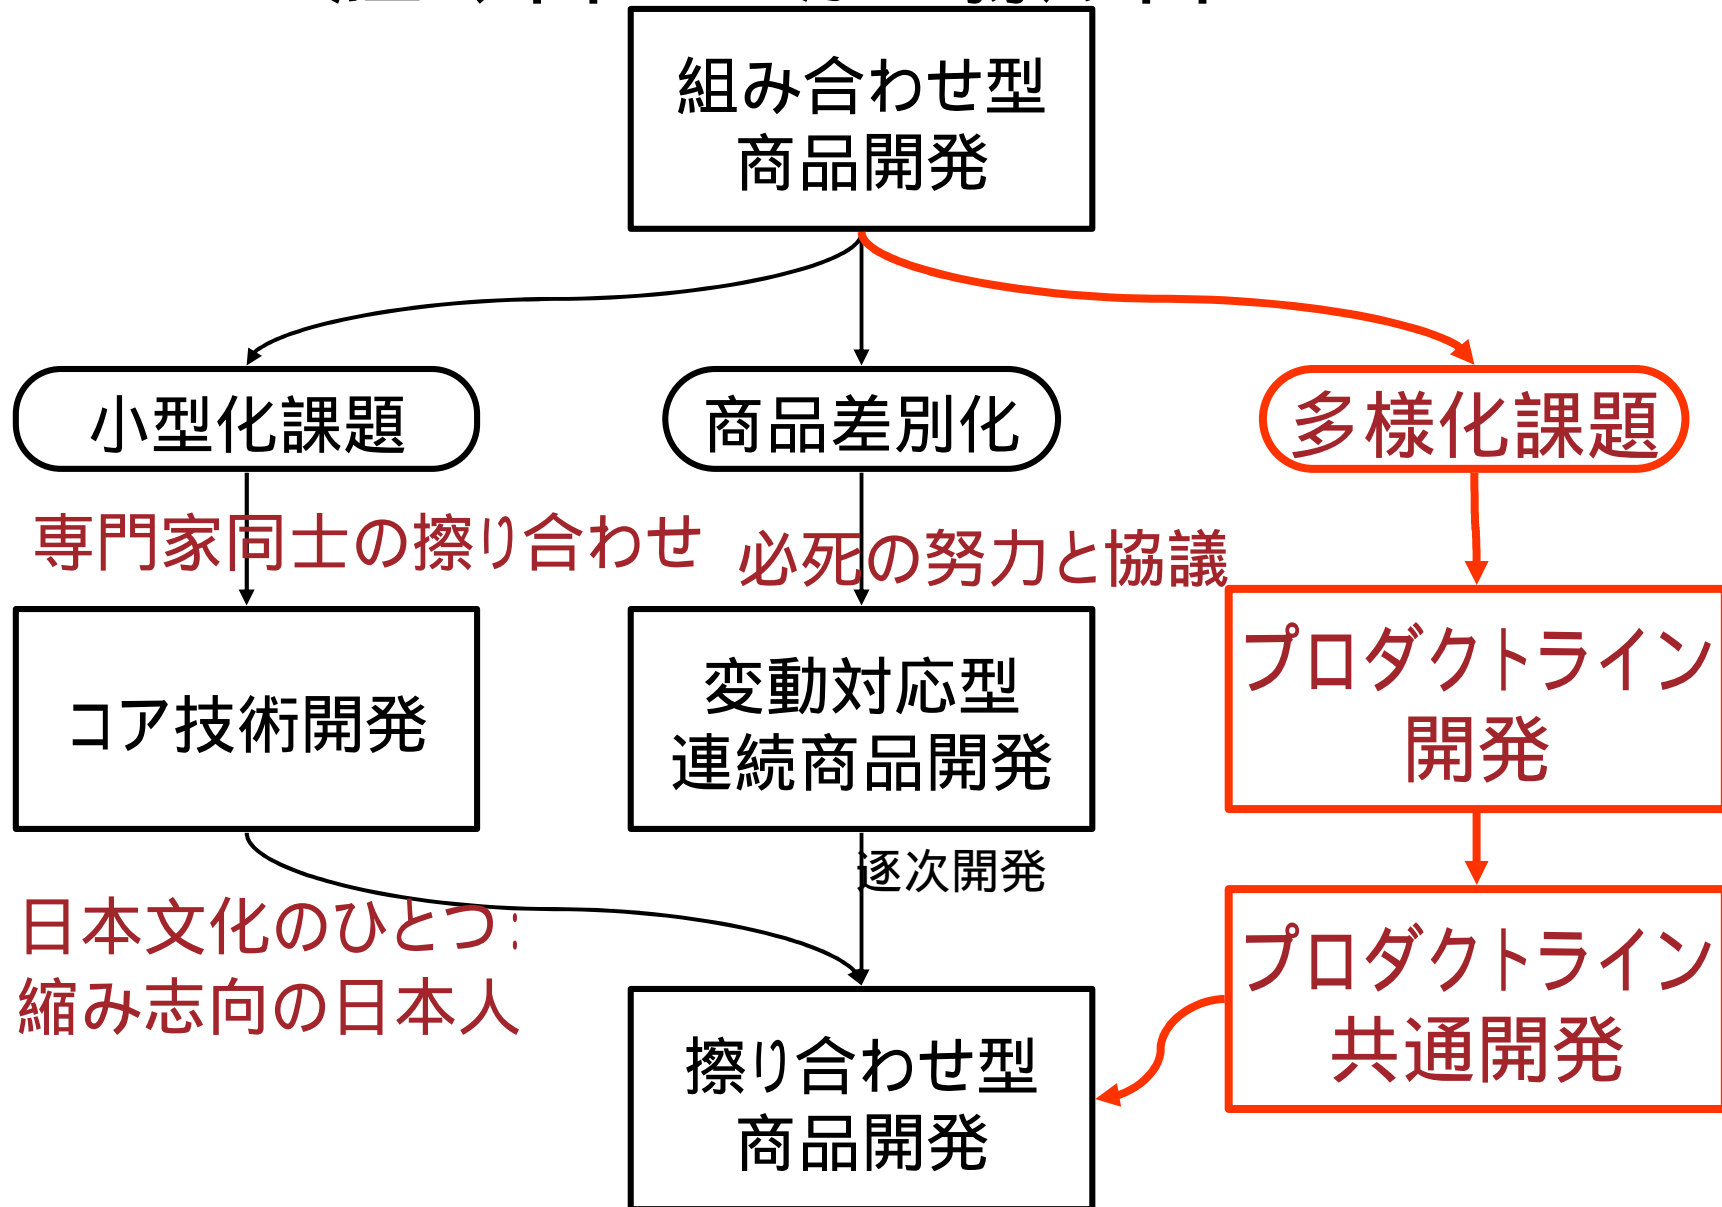 組み合わせ型
商品開発
小型化課題
商品差別化
多様化課題
専門家同士の擦り合わせ
必死の努力と協議
コア技術開発
変動対応型
連続商品開発
プロダクトライン
開発
逐次開発
日本文化のひとつ：
縮み志向の日本人
プロダクトライン
共通開発
擦り合わせ型
商品開発